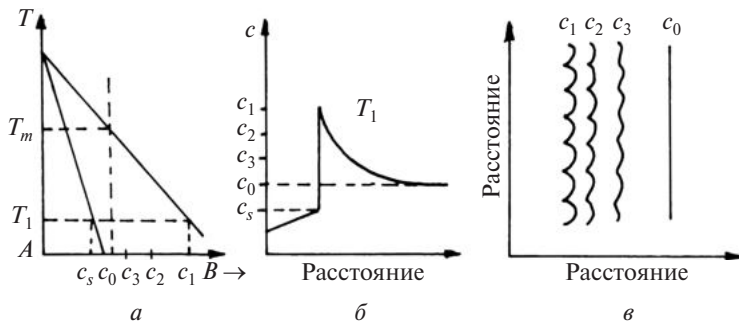 T
T_m
T_1
A
c_s c_0 c_3 c_2 c_1 B →
а
c
c_1
c_2
c_3
c_0
c_s
T_1
Расстояние
б
c_1 c_2 c_3 c_0
Расстояние
Расстояние
в